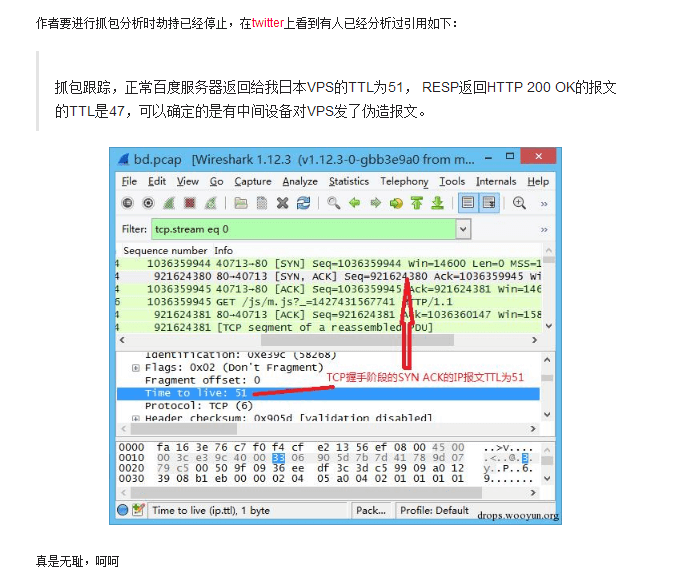 作者要进行抓包分析时劫持已经停止，在twitter上看到有人已经分析过引用如下：
抓包跟踪，正常百度服务器返回给我日本VPS的TTL为51， RESP返回HTTP 200 OK的报文
的TTL是47，可以确定的是有中间设备对VPS发了伪造报文。
bd.pcap [Wireshark 1.12.3 (v1.12.3-0-gbb3e9a0 from m...
File Edit View Go Capture Analyze Statistics Telephony Tools Internals Help
Filter: tcp.stream eq 0
Sequence number Info
4 1036359944 40713→80 [SYN] Seq=1036359944 Win=14600 Len=0 MSS=1
4 921624380 80→40713 [SYN, ACK] Seq=921624380 Ack=1036359945 Wi
4 1036359945 40713→80 [ACK] Seq=1036359945 Ack=921624381 Win=146
6 1036359945 GET /js/m.js?_=1427431567741 HTTP/1.1
4 921624381 80→40713 [ACK] Seq=921624381 Ack=1036360147 Win=158
4 921624381 [TCP segment of a reassembled PDU]
Identification: 0xe39c (58268)
Flags: 0x02 (Don't Fragment)
Fragment offset: 0
TCP握手阶段的SYN ACK的IP报文TTL为51
Time to live: 51
Protocol: TCP (6)
Header checksum: 0x905d [validation disabled]
0000 fa 16 3e 76 c7 f0 f4 cf e2 13 56 ef 08 00 45 00 ..>v....
0010 00 3c e3 9c 40 00 33 06 90 5d 7b 7d 41 78 9d 07 .<..@.3.
0020 79 c5 00 50 9f 09 36 ee df 3c 3d c5 99 09 a0 12 y..P..6.
0030 39 08 b1 eb 00 00 02 04 05 a0 04 02 01 01 01 01 9.......
Time to live (ip.ttl), 1 byte Pack... Profile: Default
drops.wooyun.org
真是无耻，呵呵